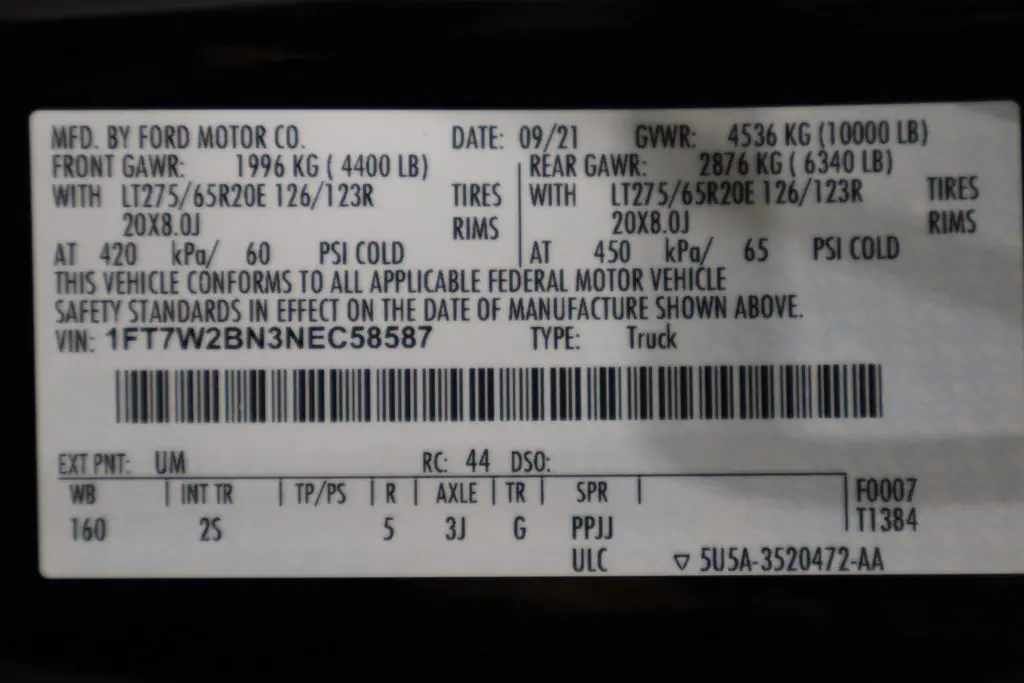 MFD. BY FORD MOTOR CO. DATE: 09/21 GVWR: 4536 KG (10000 LB)
FRONT GAWR: 1996 KG ( 4400 LB) REAR GAWR: 2876 KG ( 6340 LB)
WITH LT275/65R20E 126/123R TIRES WITH LT275/65R20E 126/123R TIRES
20X8.0J RIMS 20X8.0J RIMS
AT 420 kPa/ 60 PSI COLD AT 450 kPa/ 65 PSI COLD
THIS VEHICLE CONFORMS TO ALL APPLICABLE FEDERAL MOTOR VEHICLE
SAFETY STANDARDS IN EFFECT ON THE DATE OF MANUFACTURE SHOWN ABOVE.
VIN: 1FT7W2BN3NEC58587 TYPE: Truck
EXT PNT: UM RC: 44 DSO:
WB | INT TR | TP/PS | R | AXLE | TR | SPR | F0007
160 2S 5 3J G PPJJ T1384
ULC ▽ 5U5A-3520472-AA